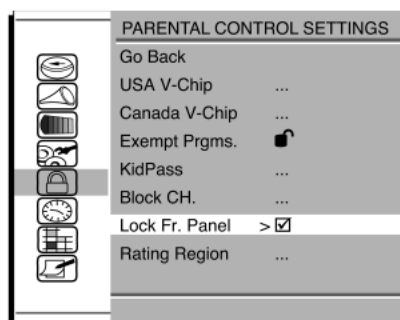 PARENTAL CONTROL SETTINGS
Go Back
USA V-Chip ...
Canada V-Chip ...
Exempt Prgms.
KidPass ...
Block CH. ...
Lock Fr. Panel > ☑
Rating Region ...